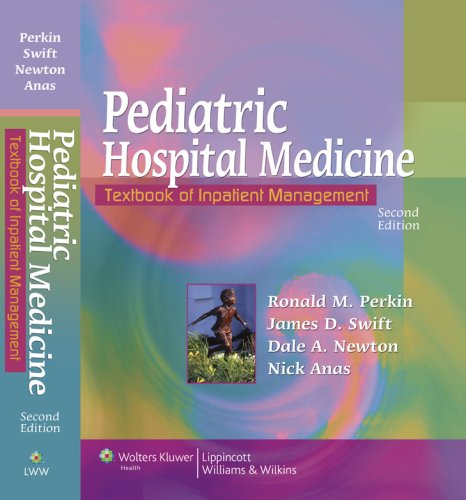 Perkin
Swift
Newton
Anas
Pediatric
Hospital Medicine
Textbook of Inpatient Management
Second
Edition
LWW
Pediatric
Hospital Medicine
Textbook of Inpatient Management
Second
Edition
Ronald M. Perkin
James D. Swift
Dale A. Newton
Nick Anas
Wolters Kluwer
Health
Lippincott
Williams & Wilkins